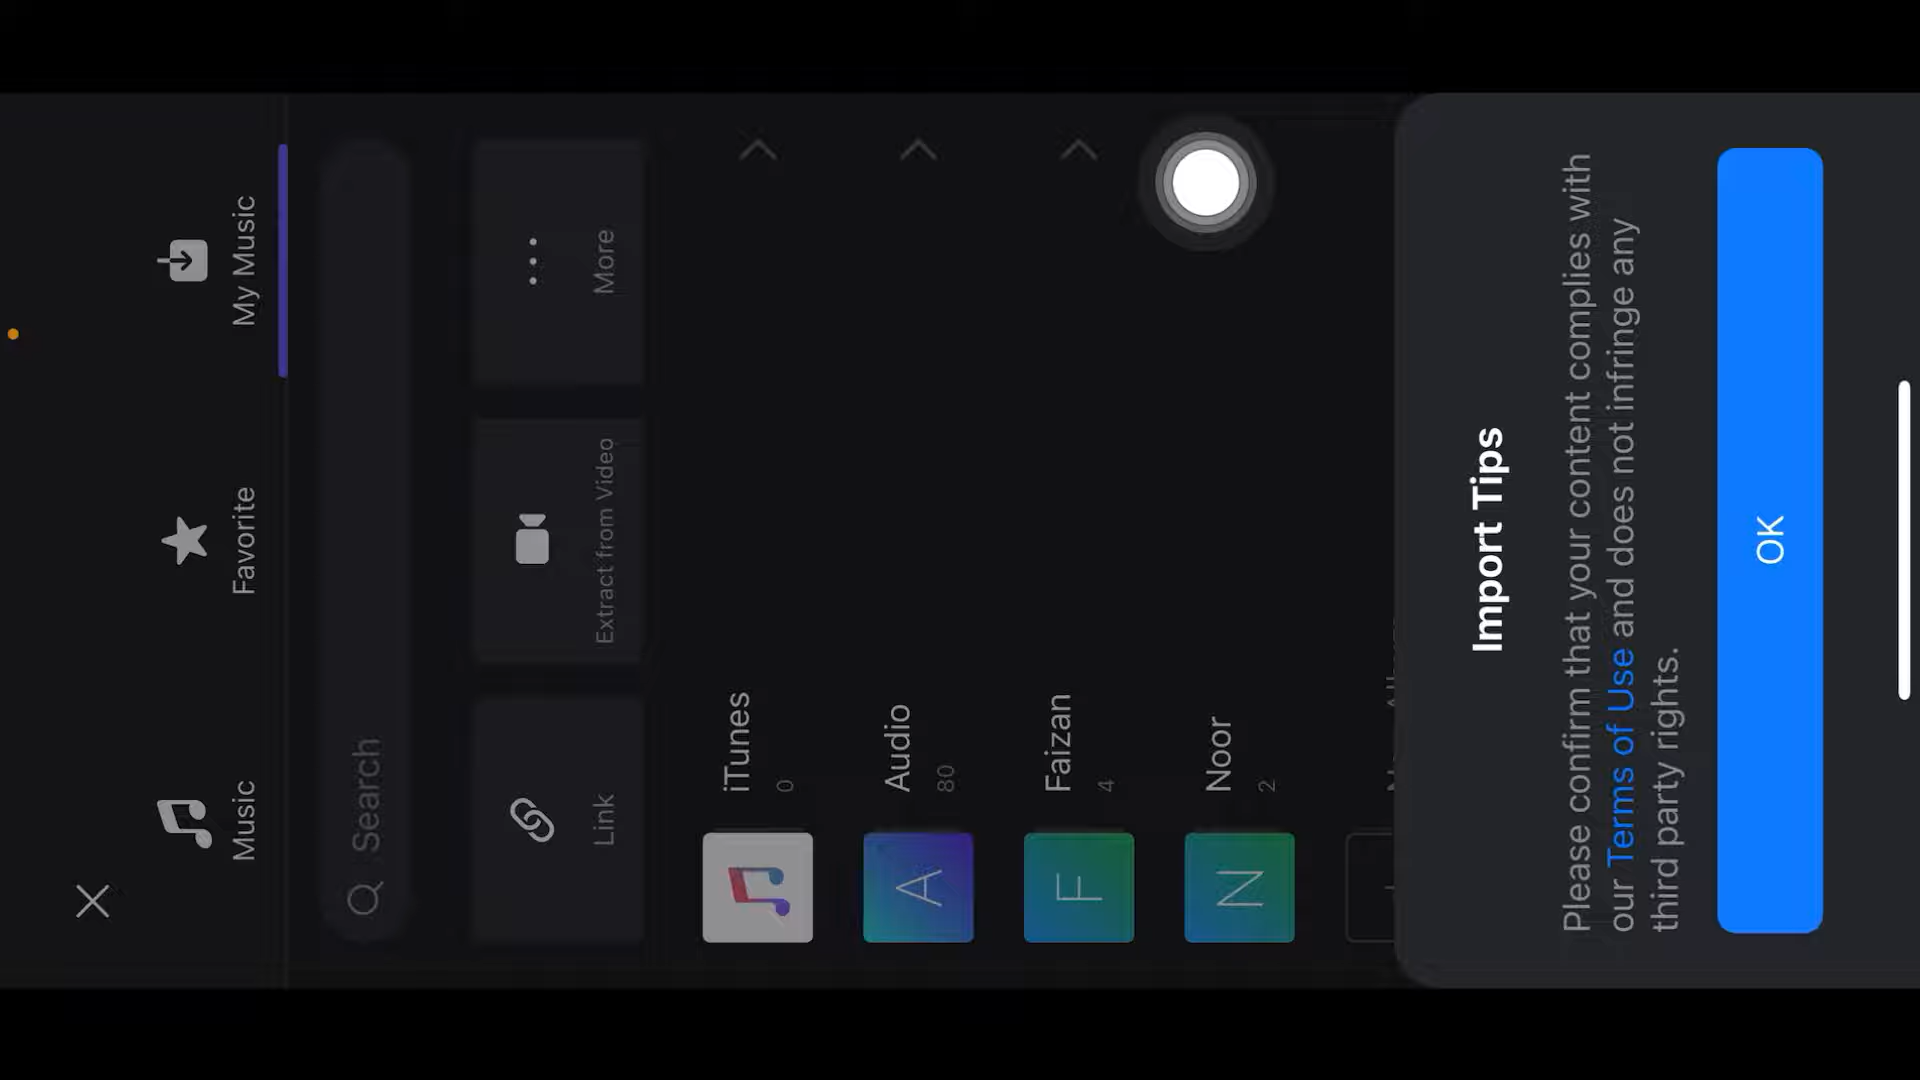 Music
Favorite
My Music
Search
Link
Extract from Video
More
iTunes
0
A
Audio
80
F
Faizan
4
N
Noor
2
Import Tips
Please confirm that your content complies with
our Terms of Use and does not infringe any
third party rights.
OK